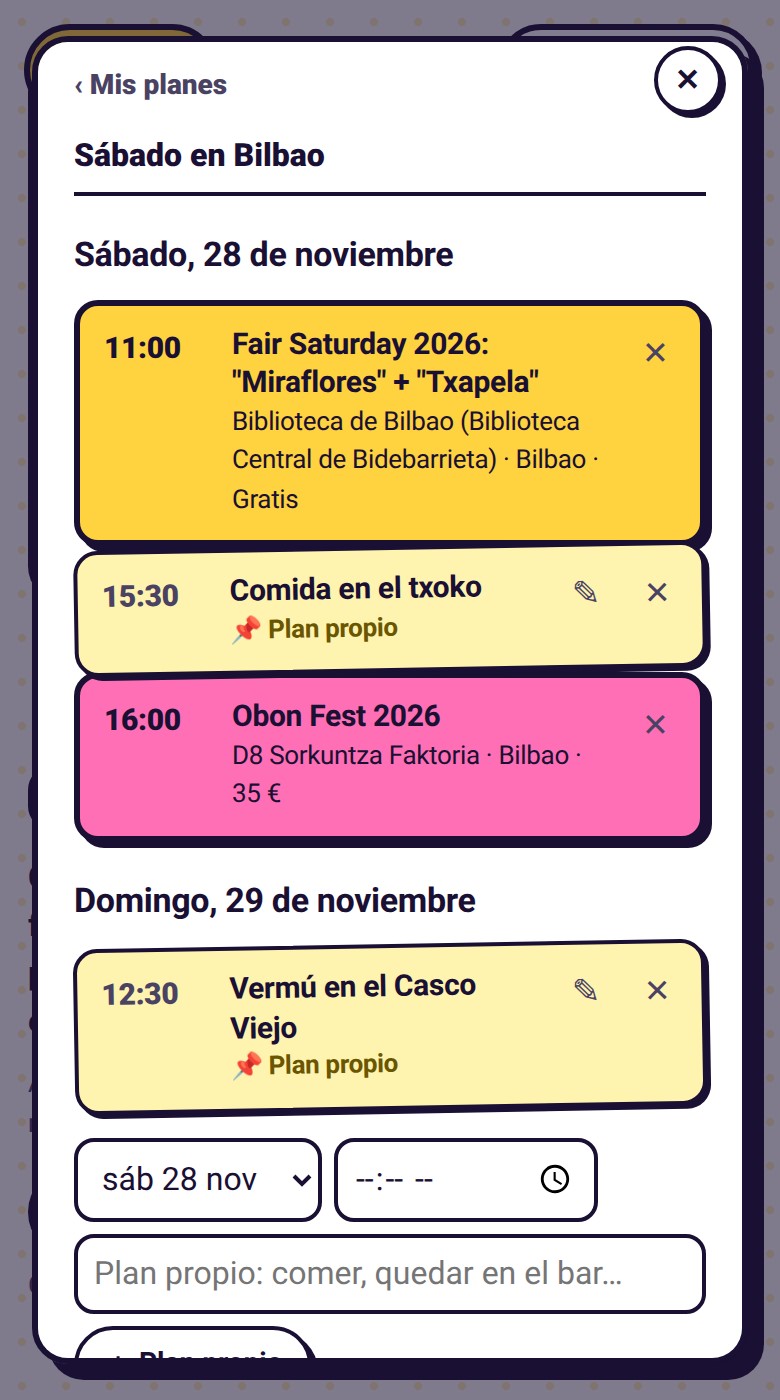 ‹ Mis planes
✕
Sábado en Bilbao
Sábado, 28 de noviembre
11:00
Fair Saturday 2026:
"Miraflores" + "Txapela"
✕
Biblioteca de Bilbao (Biblioteca
Central de Bidebarrieta) · Bilbao ·
Gratis
15:30
Comida en el txoko
✎ ✕
📌 Plan propio
16:00
Obon Fest 2026
✕
D8 Sorkuntza Faktoria · Bilbao ·
35 €
Domingo, 29 de noviembre
12:30
Vermú en el Casco
Viejo
✎ ✕
📌 Plan propio
sáb 28 nov
--:-- --
Plan propio: comer, quedar en el bar…
+ Plan propio